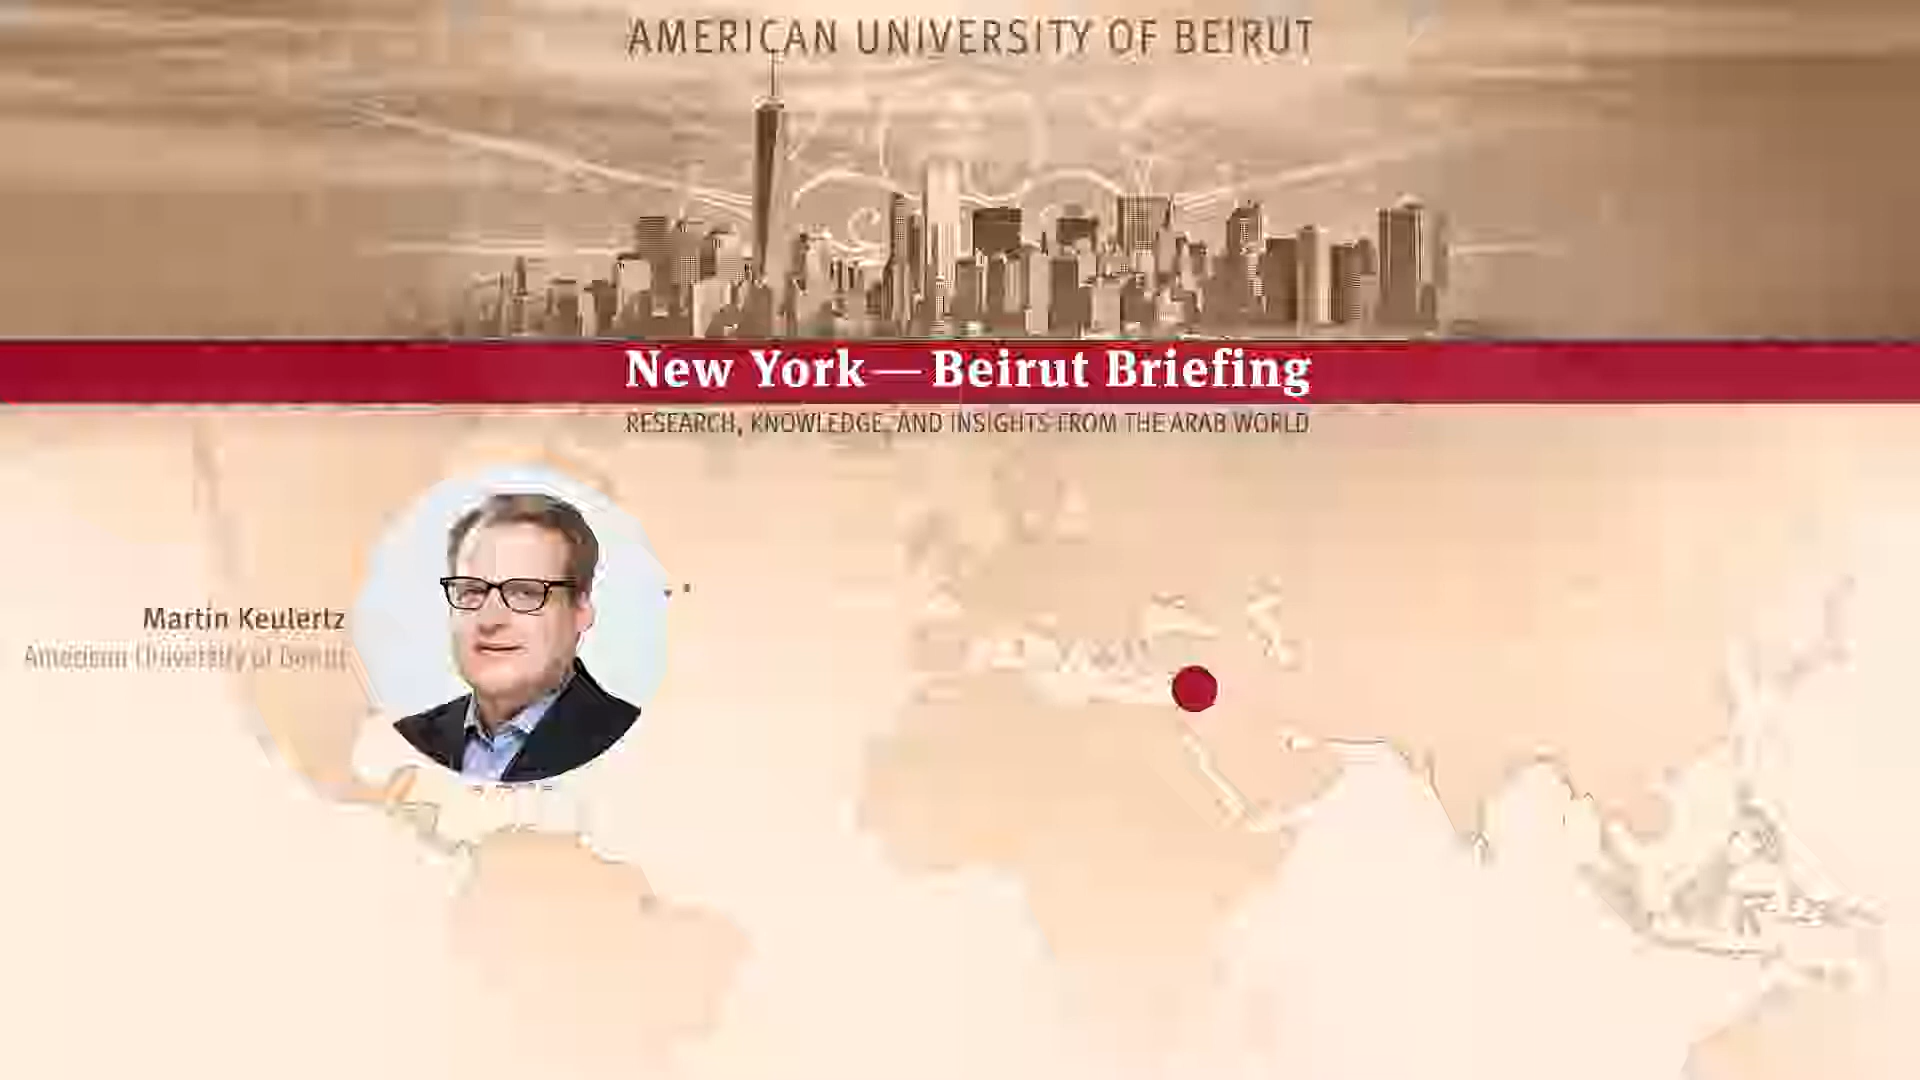 AMERICAN UNIVERSITY OF BEIRUT
New York—Beirut Briefing
RESEARCH, KNOWLEDGE, AND INSIGHTS FROM THE ARAB WORLD
Martin Keulertz
American University of Beirut